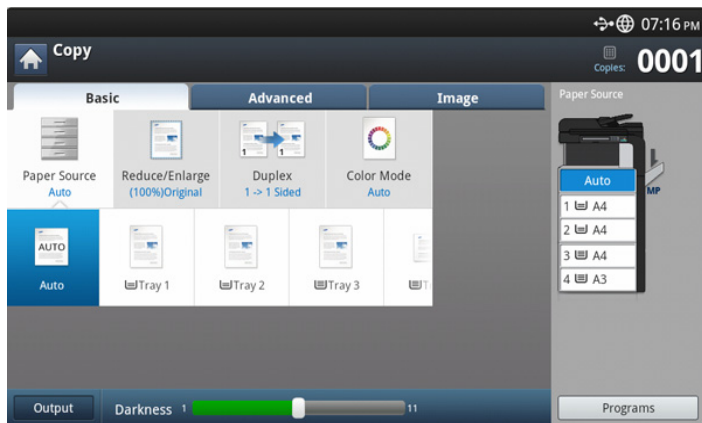 07:16 PM
Copy
Copies: 0001
Basic
Advanced
Image
Paper Source
Paper Source
Auto
Reduce/Enlarge
(100%)Original
Duplex
1 -> 1 Sided
Color Mode
Auto
1
1
AUTO
Auto
Tray 1
Tray 2
Tray 3
Auto
MP
1 A4
2 A4
3 A4
4 A3
Output
Darkness 1
11
Programs